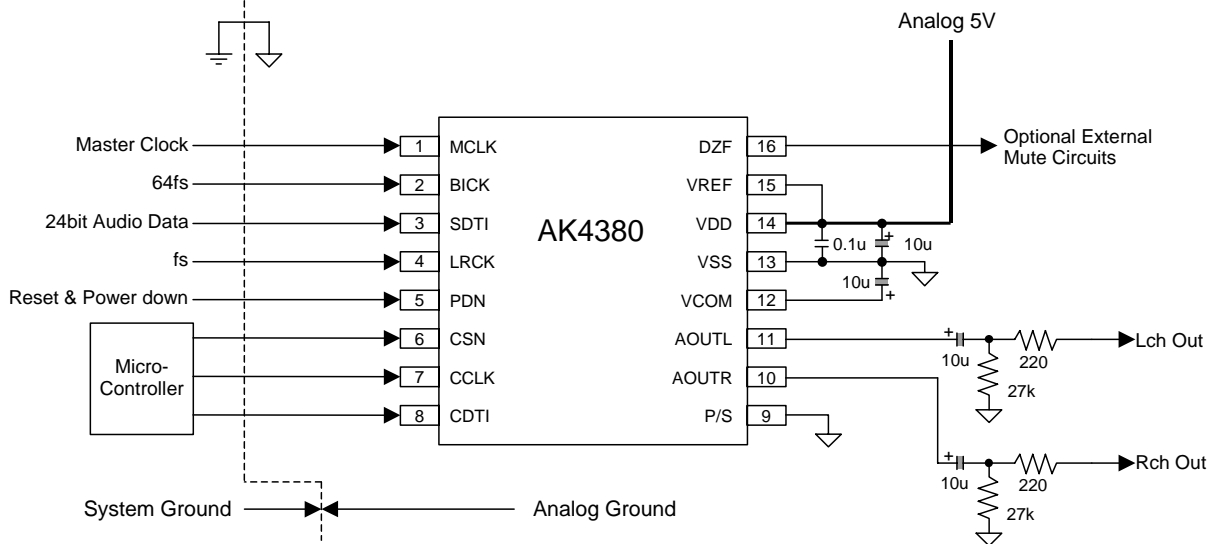 Analog 5V
Master Clock
1
MCLK
DZF
16
Optional External
Mute Circuits
64fs
2
BICK
VREF
15
24bit Audio Data
3
SDTI
AK4380
VDD
14
+
0.1u
10u
fs
4
LRCK
VSS
13
10u
+
Reset & Power down
5
PDN
VCOM
12
Micro-
Controller
6
CSN
AOUTL
11
+
10u
220
27k
Lch Out
7
CCLK
AOUTR
10
8
CDTI
P/S
9
+
10u
220
27k
Rch Out
System Ground
Analog Ground